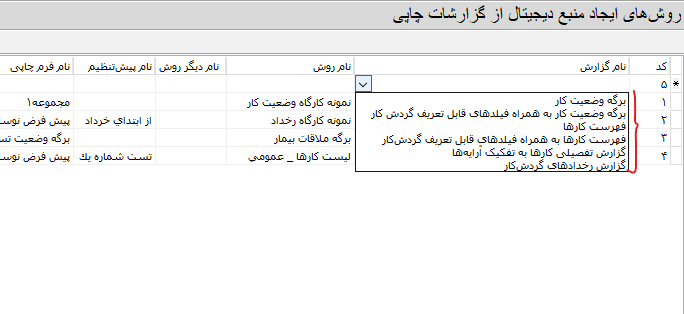 روش‌های ایجاد منبع دیجیتال از گزارشات چاپی
کد نام گزارش نام روش نام دیگر روش نام پیش‌تنظیم نام فرم چاپی
* ۵
برگه وضعیت کار
برگه وضعیت کار به همراه فیلدهای قابل تعریف گردش کار
فهرست کارها
فهرست کارها به همراه فیلدهای قابل تعریف گردش‌کار
گزارش تفصیلی کارها به تفکیک آرایه‌ها
گزارش رخدادهای گردش‌کار
۱ نمونه کارگاه وضعیت کار مجموعه۱
۲ نمونه کارگاه رخداد از ابتداي خرداد پیش فرض نوس
۳ برگه ملاقات بیمار برگه وضعیت تس
۴ لیست کارها _ عمومي تست شماره يك پیش فرض نوس